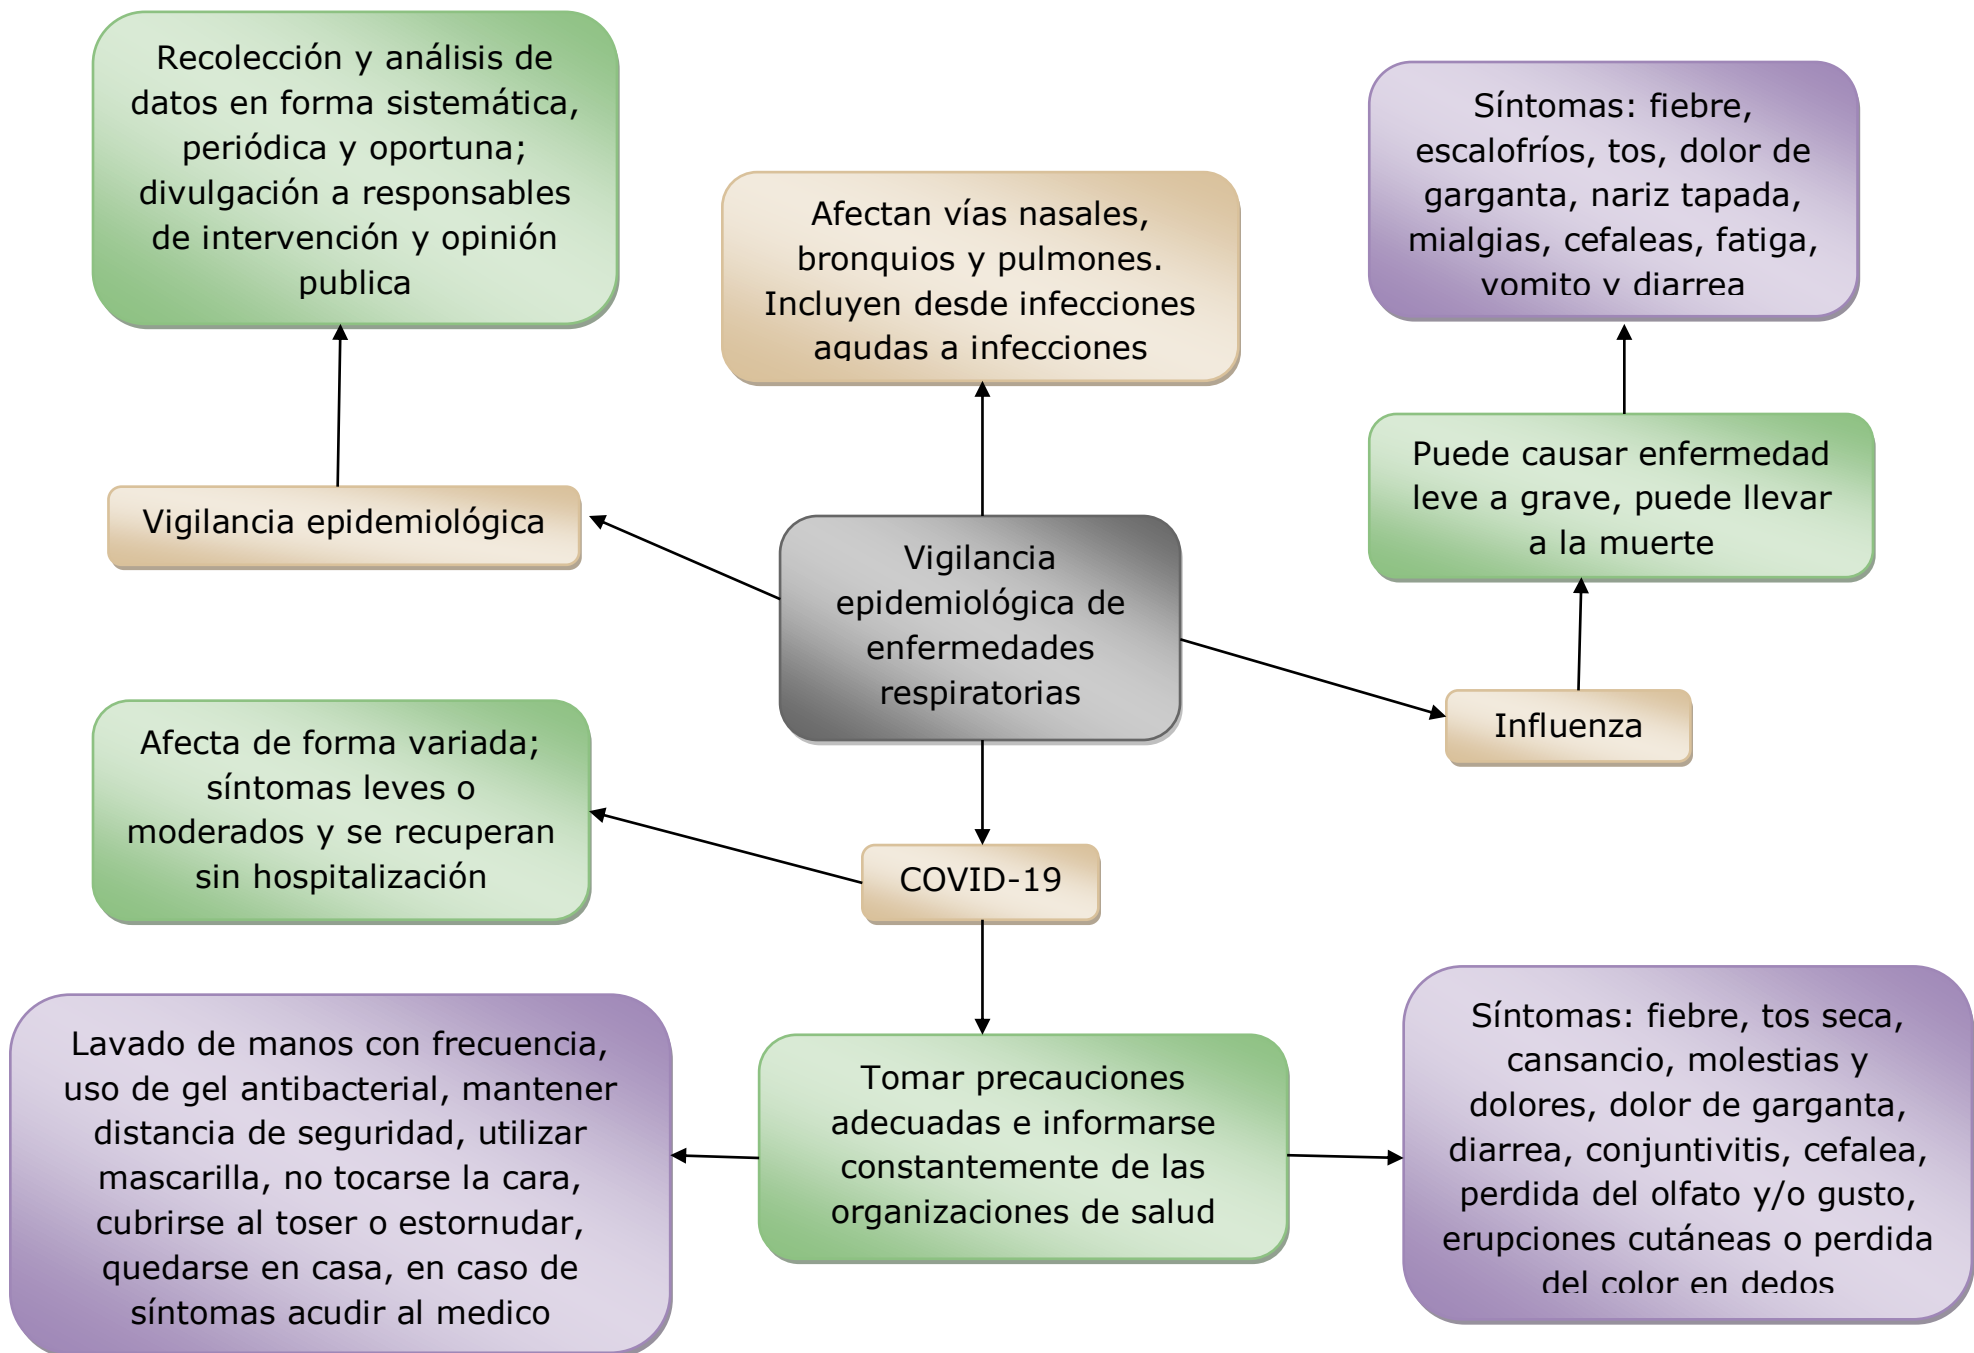 Recolección y análisis de
datos en forma sistemática,
periódica y oportuna;
divulgación a responsables
de intervención y opinión
publica
Afectan vías nasales,
bronquios y pulmones.
Incluyen desde infecciones
agudas a infecciones
Síntomas: fiebre,
escalofríos, tos, dolor de
garganta, nariz tapada,
mialgias, cefaleas, fatiga,
vomito y diarrea
Vigilancia epidemiológica
Vigilancia
epidemiológica de
enfermedades
respiratorias
Puede causar enfermedad
leve a grave, puede llevar
a la muerte
Influenza
Afecta de forma variada;
síntomas leves o
moderados y se recuperan
sin hospitalización
COVID-19
Lavado de manos con frecuencia,
uso de gel antibacterial, mantener
distancia de seguridad, utilizar
mascarilla, no tocarse la cara,
cubrirse al toser o estornudar,
quedarse en casa, en caso de
síntomas acudir al medico
Tomar precauciones
adecuadas e informarse
constantemente de las
organizaciones de salud
Síntomas: fiebre, tos seca,
cansancio, molestias y
dolores, dolor de garganta,
diarrea, conjuntivitis, cefalea,
perdida del olfato y/o gusto,
erupciones cutáneas o perdida
del color en dedos